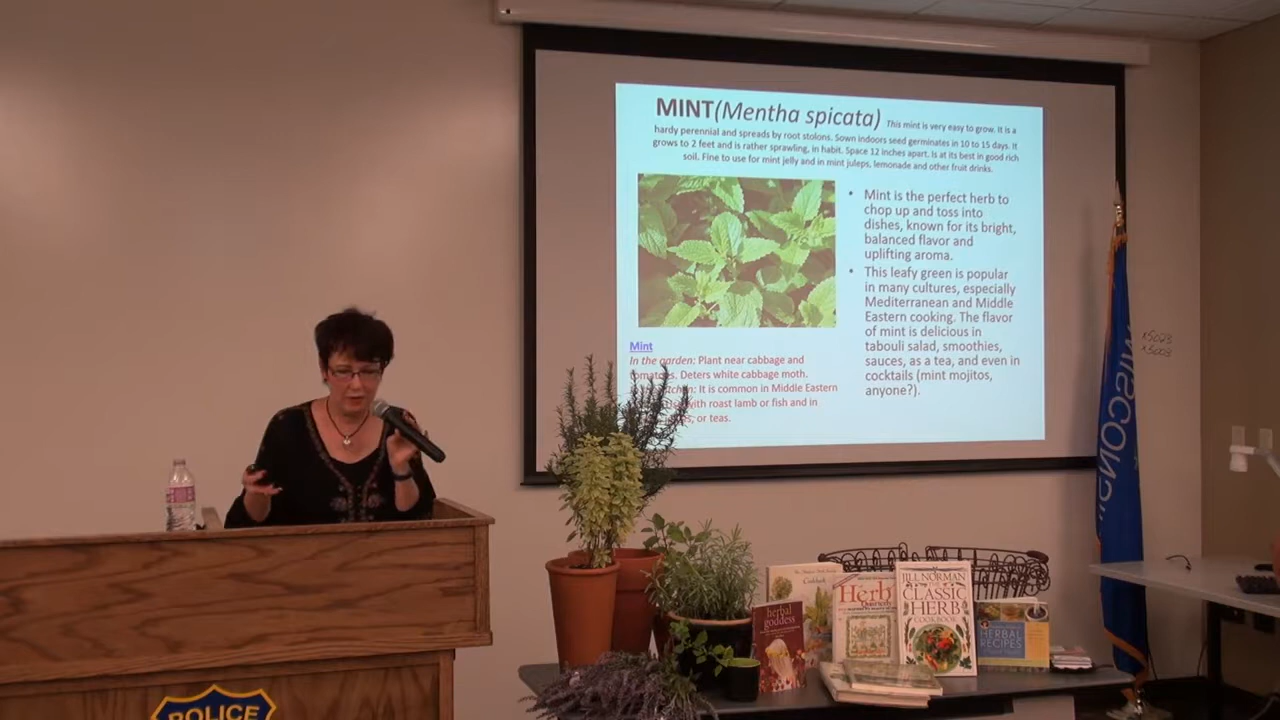 MINT(Mentha spicata) This mint is very easy to grow. It is a
hardy perennial and spreads by root stolons. Sown indoors seed germinates in 10 to 15 days. It
grows to 2 feet and is rather sprawling, in habit. Space 12 inches apart. Is at its best in good rich
soil. Fine to use for mint jelly and in mint juleps, lemonade and other fruit drinks.
• Mint is the perfect herb to
chop up and toss into
dishes, known for its bright,
balanced flavor and
uplifting aroma.
• This leafy green is popular
in many cultures, especially
Mediterranean and Middle
Eastern cooking. The flavor
of mint is delicious in
tabouli salad, smoothies,
sauces, as a tea, and even in
cocktails (mint mojitos,
anyone?).
Mint
In the garden: Plant near cabbage and
tomatoes. Deters white cabbage moth.
It is common in Middle Eastern
with roast lamb or fish and in
or teas.
WISCONSIN
x5023
x5003
Cookbook
herbal
goddess
Herb
Quarterly
JILL NORMAN
THE
CLASSIC
HERB
COOKBOOK
HERBAL
RECIPES
POLICE